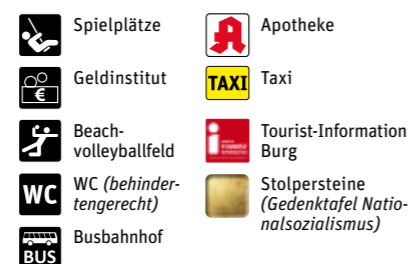 Spielplätze
€
Geldinstitut
Beach-
volleyballfeld
WC
WC (behinder-
tengerecht)
BUS
Busbahnhof
Apotheke
TAXI
Taxi
Tourist-Information
Burg
Stolpersteine
(Gedenktafel Natio-
nalsozialismus)